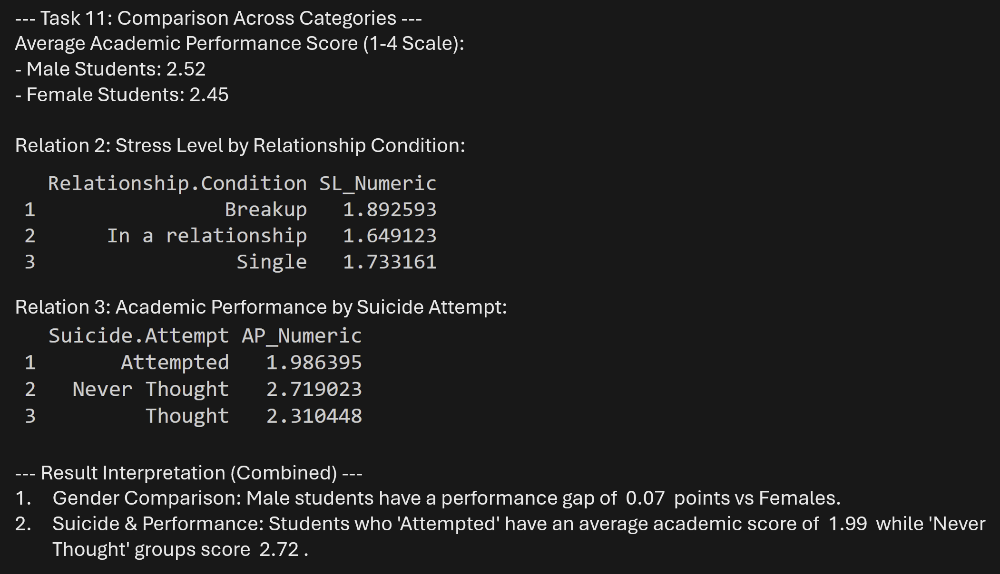 --- Task 11: Comparison Across Categories ---
Average Academic Performance Score (1-4 Scale):
- Male Students: 2.52
- Female Students: 2.45
Relation 2: Stress Level by Relationship Condition:
Relationship.Condition SL_Numeric
1 Breakup 1.892593
2 In a relationship 1.649123
3 Single 1.733161
Relation 3: Academic Performance by Suicide Attempt:
Suicide.Attempt AP_Numeric
1 Attempted 1.986395
2 Never Thought 2.719023
3 Thought 2.310448
--- Result Interpretation (Combined) ---
1. Gender Comparison: Male students have a performance gap of 0.07 points vs Females.
2. Suicide & Performance: Students who 'Attempted' have an average academic score of 1.99 while 'Never
Thought' groups score 2.72 .